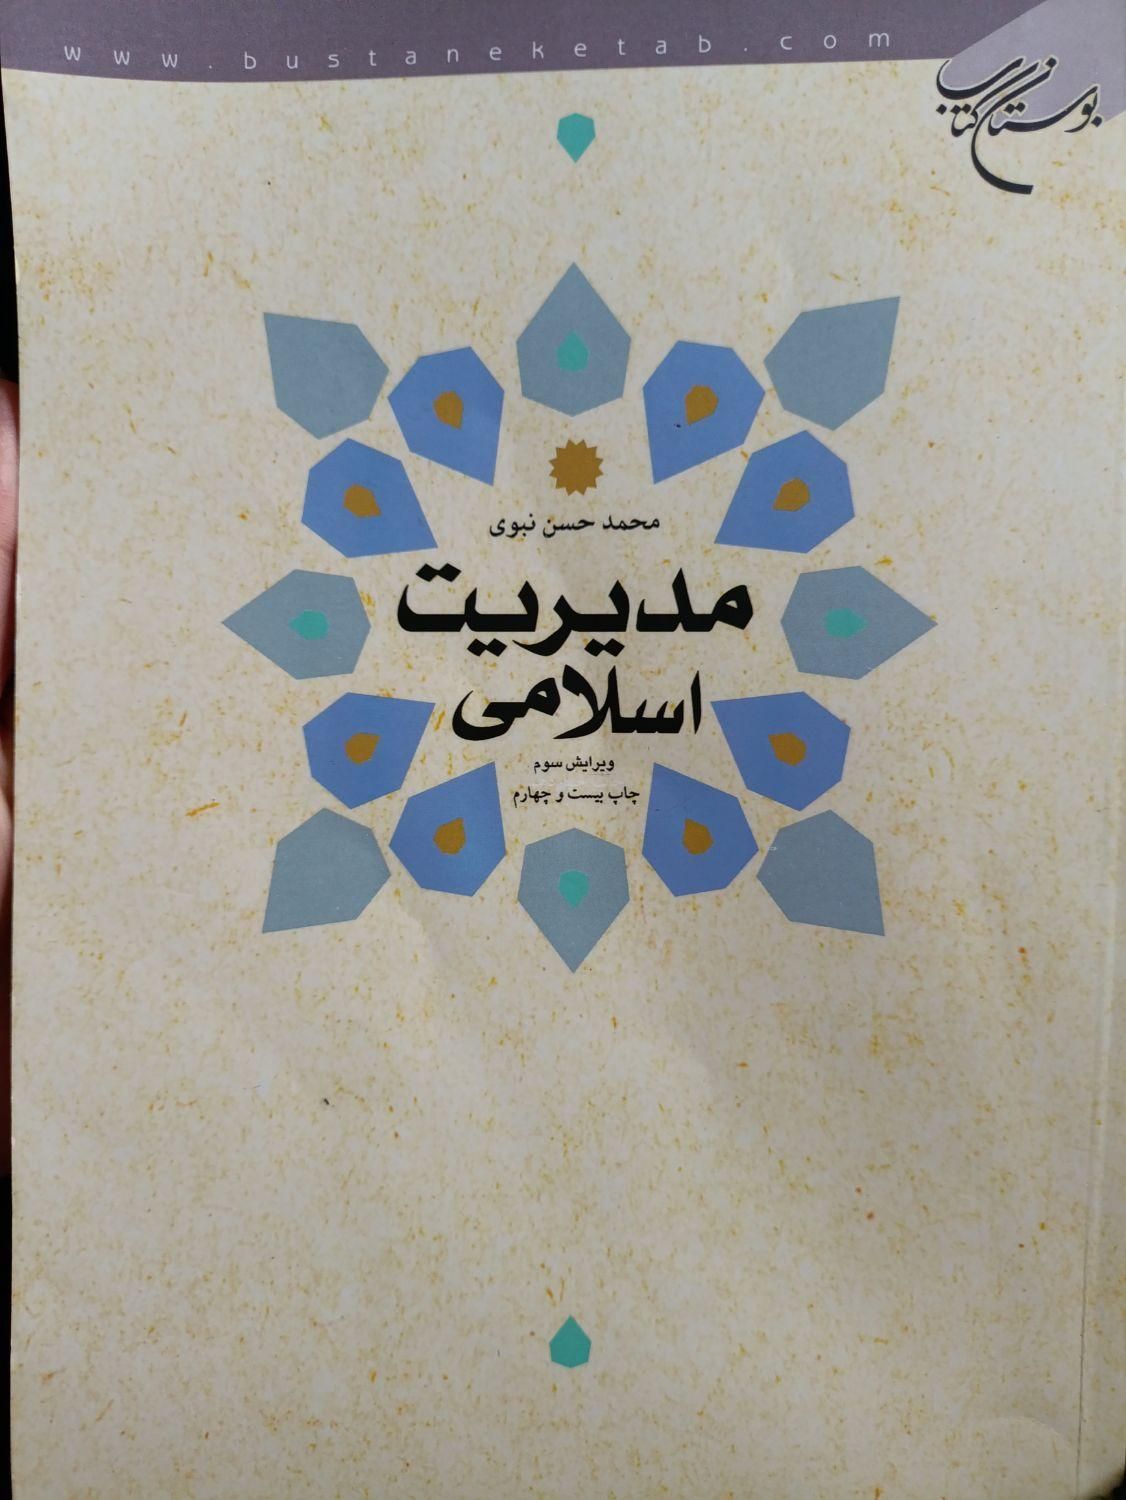 www.bustaneketab.com
بوستان کتاب
محمد حسن نبوی
مدیریت
اسلامی
ویرایش سوم
چاپ بیست و چهارم